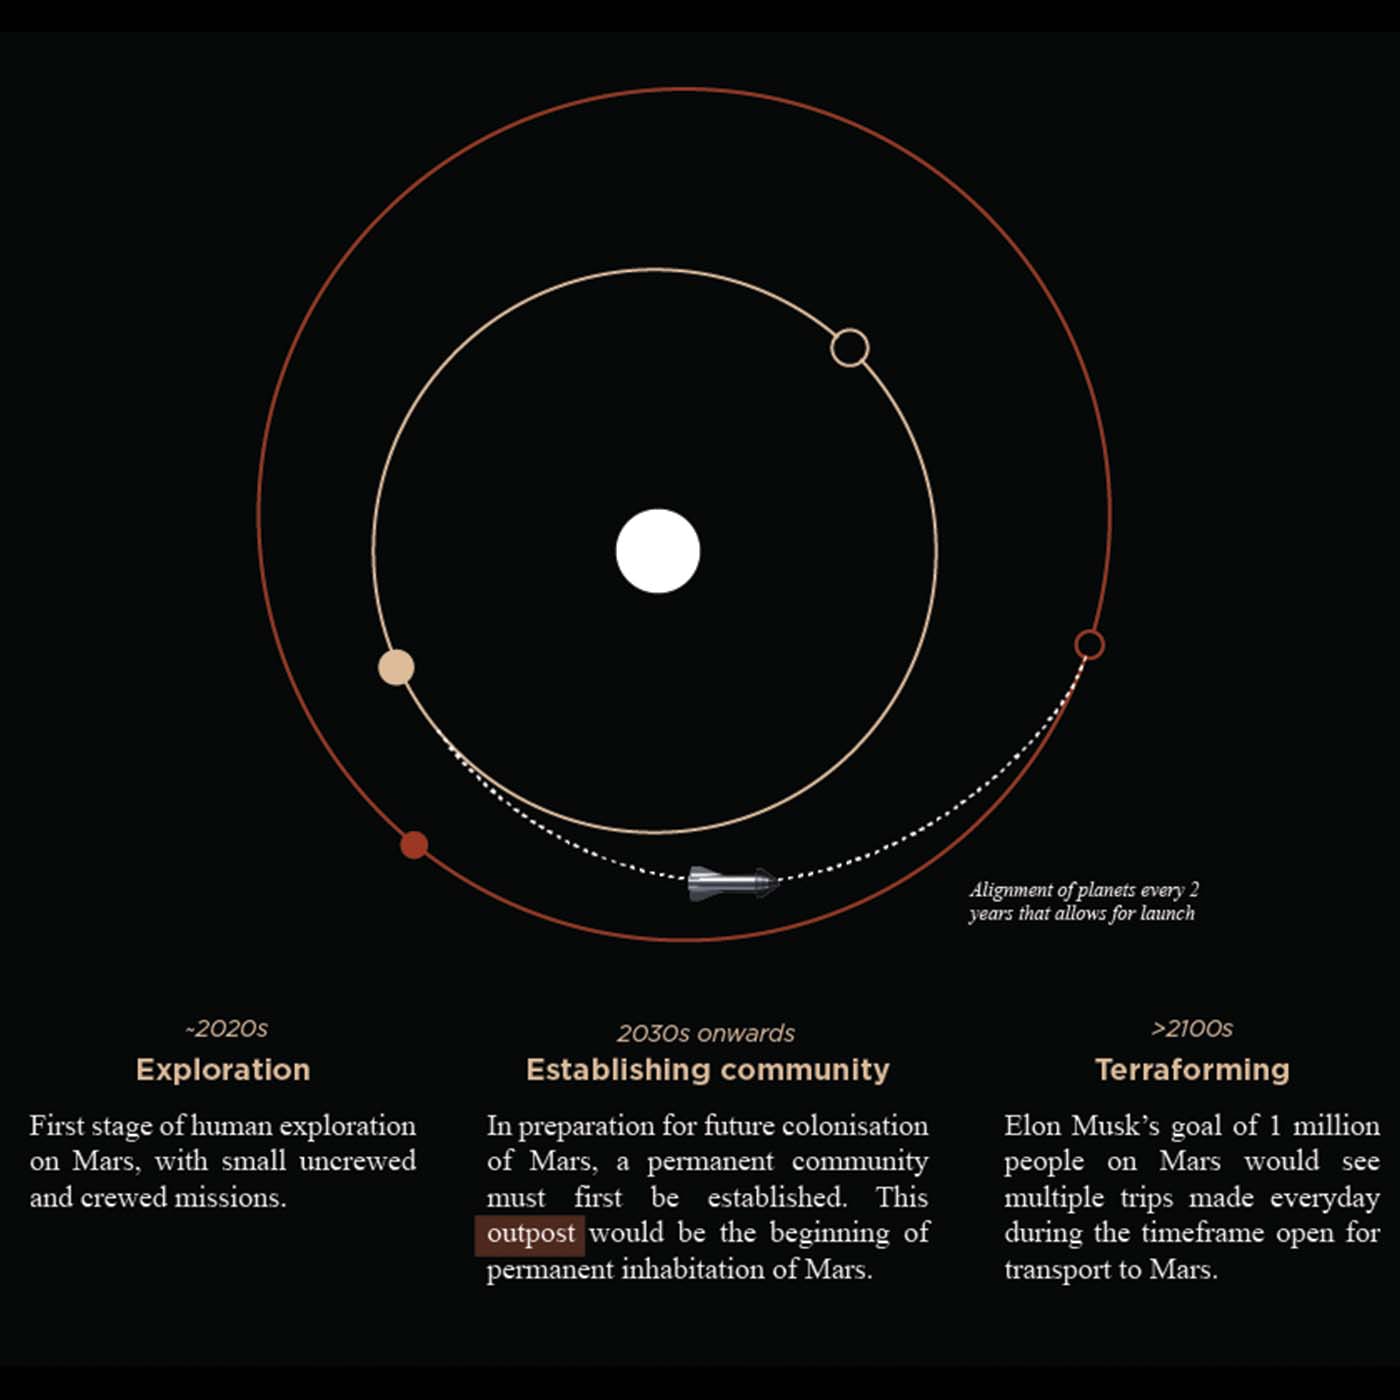 Alignment of planets every 2
years that allows for launch
~2020s
Exploration
First stage of human exploration
on Mars, with small uncrewed
and crewed missions.
2030s onwards
Establishing community
In preparation for future colonisation
of Mars, a permanent community
must first be established. This
outpost would be the beginning of
permanent inhabitation of Mars.
>2100s
Terraforming
Elon Musk’s goal of 1 million
people on Mars would see
multiple trips made everyday
during the timeframe open for
transport to Mars.